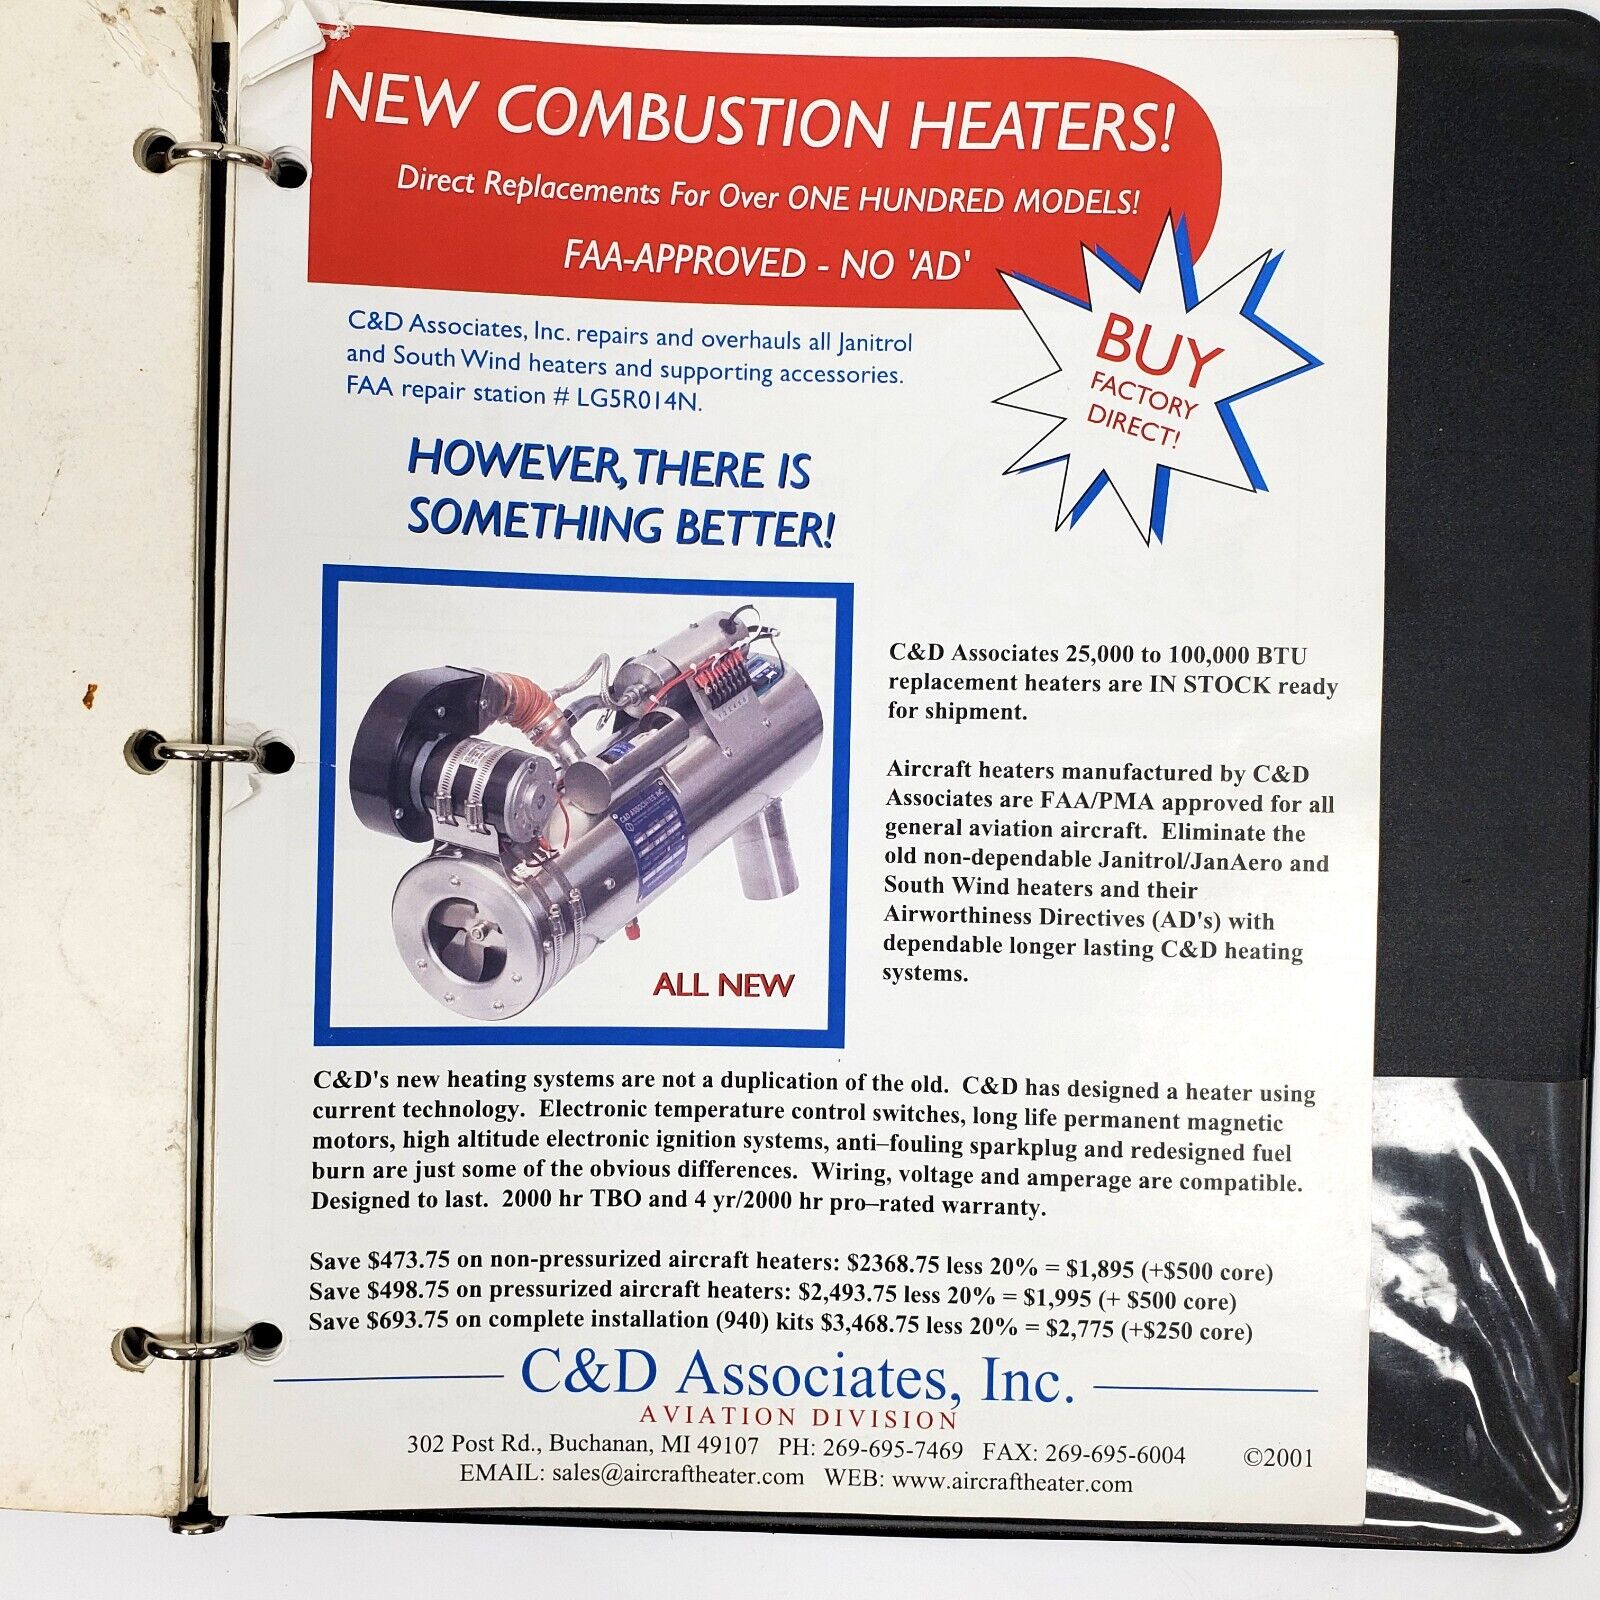 NEW COMBUSTION HEATERS!
Direct Replacements For Over ONE HUNDRED MODELS!
FAA-APPROVED - NO 'AD'
BUY
FACTORY
DIRECT!
C&D Associates, Inc. repairs and overhauls all Janitrol
and South Wind heaters and supporting accessories.
FAA repair station # LG5R014N.
HOWEVER, THERE IS
SOMETHING BETTER!
C&D ASSOCIATES, INC.
ALL NEW
C&D Associates 25,000 to 100,000 BTU
replacement heaters are IN STOCK ready
for shipment.
Aircraft heaters manufactured by C&D
Associates are FAA/PMA approved for all
general aviation aircraft. Eliminate the
old non-dependable Janitrol/JanAero and
South Wind heaters and their
Airworthiness Directives (AD's) with
dependable longer lasting C&D heating
systems.
C&D's new heating systems are not a duplication of the old. C&D has designed a heater using
current technology. Electronic temperature control switches, long life permanent magnetic
motors, high altitude electronic ignition systems, anti–fouling sparkplug and redesigned fuel
burn are just some of the obvious differences. Wiring, voltage and amperage are compatible.
Designed to last. 2000 hr TBO and 4 yr/2000 hr pro–rated warranty.
Save $473.75 on non-pressurized aircraft heaters: $2368.75 less 20% = $1,895 (+$500 core)
Save $498.75 on pressurized aircraft heaters: $2,493.75 less 20% = $1,995 (+ $500 core)
Save $693.75 on complete installation (940) kits $3,468.75 less 20% = $2,775 (+$250 core)
C&D Associates, Inc.
AVIATION DIVISION
302 Post Rd., Buchanan, MI 49107 PH: 269-695-7469 FAX: 269-695-6004 ©2001
EMAIL: sales@aircraftheater.com WEB: www.aircraftheater.com